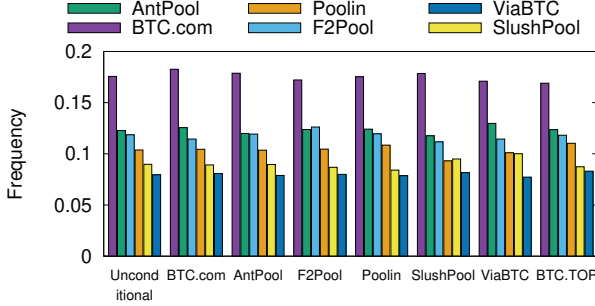 AntPool Poolin ViaBTC
BTC.com F2Pool SlushPool
0.2
0.15
0.1
0.05
0
Frequency
Uncond BTC.com AntPool F2Pool Poolin SlushPool ViaBTC BTC.TOP
itional